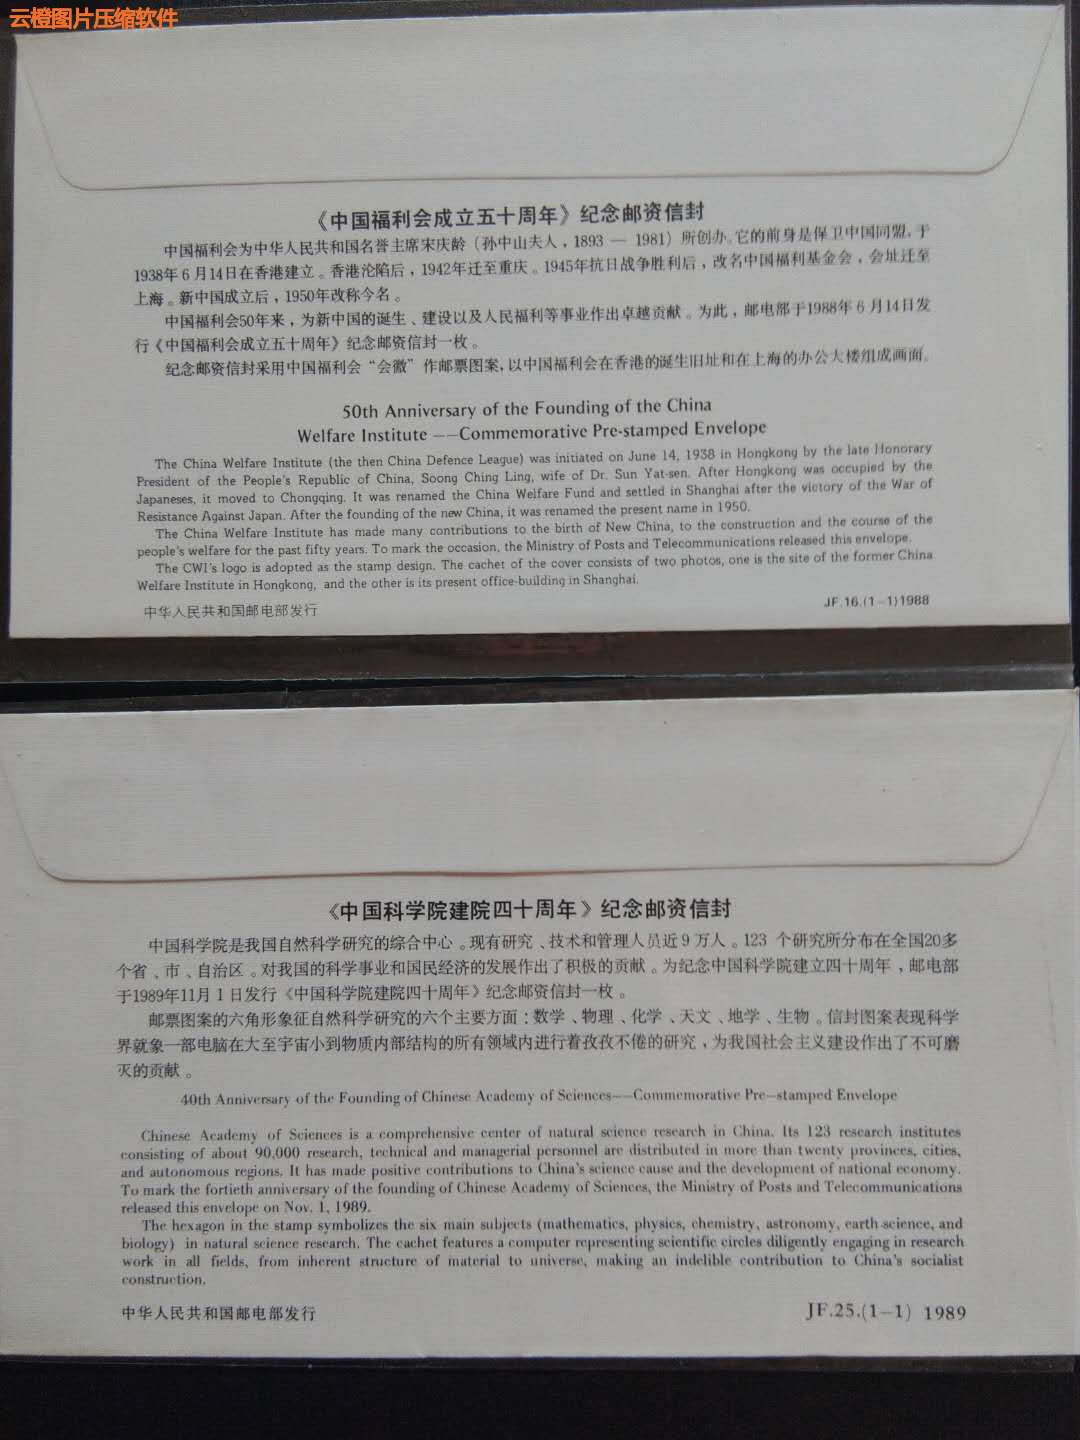 云橙图片压缩软件
《中国福利会成立五十周年》纪念邮资信封
中国福利会为中华人民共和国名誉主席宋庆龄（孙中山夫人，1893 — 1981）所创办。它的前身是保卫中国同盟，于
1938年6月14日在香港建立。香港沦陷后，1942年迁至重庆。1945年抗日战争胜利后，改名中国福利基金会，会址迁至
上海。新中国成立后，1950年改称今名。
中国福利会50年来，为新中国的诞生、建设以及人民福利等事业作出卓越贡献。为此，邮电部于1988年6月14日发
行《中国福利会成立五十周年》纪念邮资信封一枚。
纪念邮资信封采用中国福利会“会徽”作邮票图案，以中国福利会在香港的诞生旧址和在上海的办公大楼组成画面。
50th Anniversary of the Founding of the China
Welfare Institute ——Commemorative Pre-stamped Envelope
The China Welfare Institute (the then China Defence League) was initiated on June 14, 1938 in Hongkong by the late Honorary
President of the People's Republic of China, Soong Ching Ling, wife of Dr. Sun Yat-sen. After Hongkong was occupied by the
Japaneses, it moved to Chongqing. It was renamed the China Welfare Fund and settled in Shanghai after the victory of the War of
Resistance Against Japan. After the founding of the new China, it was renamed the present name in 1950.
The China Welfare Institute has made many contributions to the birth of New China, to the construction and the course of the
people's welfare for the past fifty years. To mark the occasion, the Ministry of Posts and Telecommunications released this envelope.
The CWI's logo is adopted as the stamp design. The cachet of the cover consists of two photos, one is the site of the former China
Welfare Institute in Hongkong, and the other is its present office-building in Shanghai.
中华人民共和国邮电部发行
JF.16.(1-1)1988
《中国科学院建院四十周年》纪念邮资信封
中国科学院是我国自然科学研究的综合中心。现有研究、技术和管理人员近9万人。123 个研究所分布在全国20多
个省、市、自治区。对我国的科学事业和国民经济的发展作出了积极的贡献。为纪念中国科学院建立四十周年，邮电部
于1989年11月1日发行《中国科学院建院四十周年》纪念邮资信封一枚。
邮票图案的六角形象征自然科学研究的六个主要方面：数学、物理、化学、天文、地学、生物。信封图案表现科学
界就象一部电脑在大至宇宙小到物质内部结构的所有领域内进行着孜孜不倦的研究，为我国社会主义建设作出了不可磨
灭的贡献。
40th Anniversary of the Founding of Chinese Academy of Sciences——Commemorative Pre—stamped Envelope
Chinese Academy of Sciences is a comprehensive center of natural science research in China. Its 123 research institutes
consisting of about 90,000 research, technical and managerial personnel are distributed in more than twenty provinces, cities,
and autonomous regions. It has made positive contributions to China's science cause and the development of national economy.
To mark the fortieth anniversary of the founding of Chinese Academy of Sciences, the Ministry of Posts and Telecommunications
released this envelope on Nov. 1, 1989.
The hexagon in the stamp symbolizes the six main subjects (mathematics, physics, chemistry, astronomy, earth science, and
biology) in natural science research. The cachet features a computer representing scientific circles diligently engaging in research
work in all fields, from inherent structure of material to universe, making an indelible contribution to China's socialist
construction.
中华人民共和国邮电部发行
JF.25.(1—1) 1989